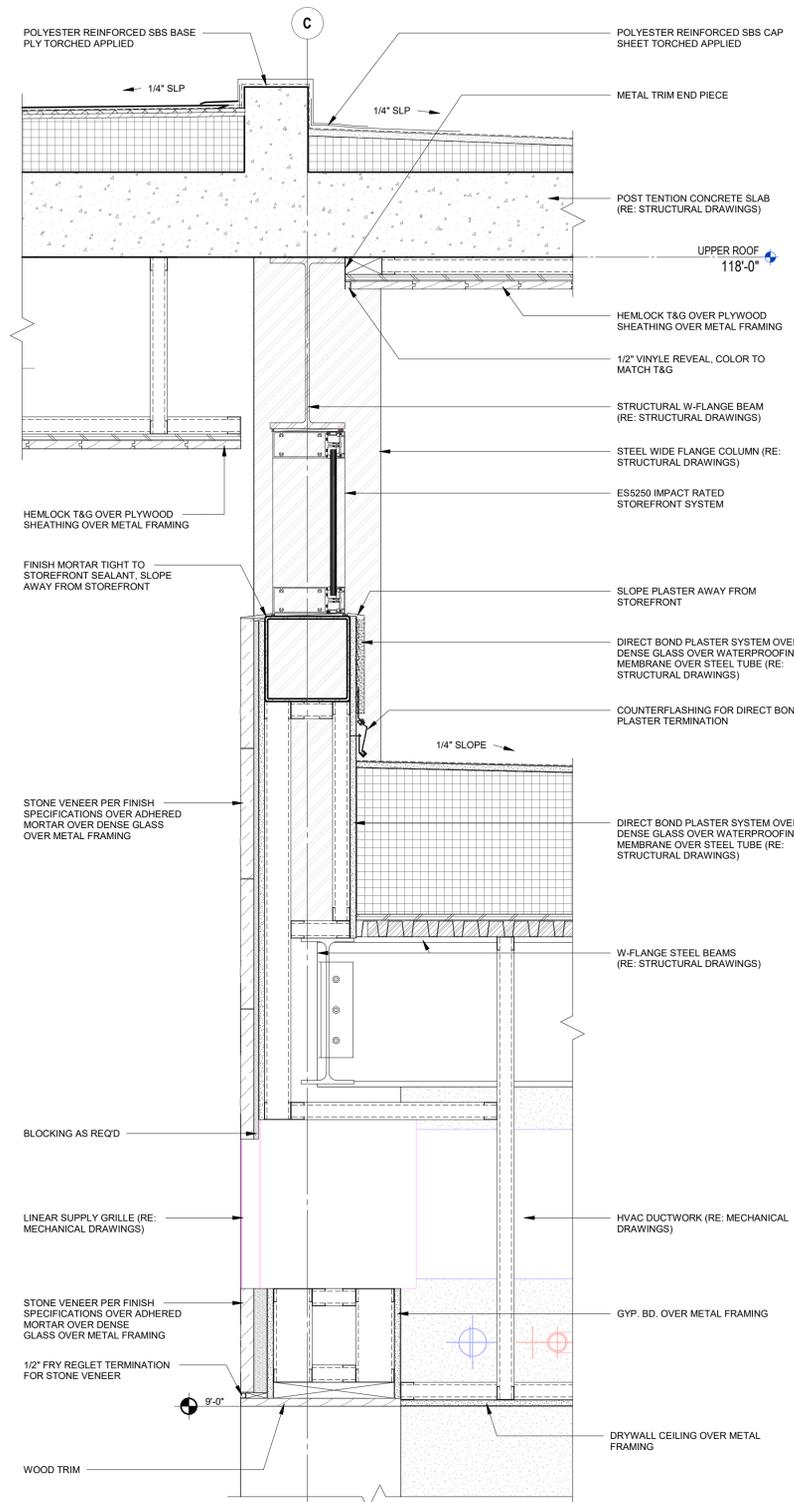 C
POLYESTER REINFORCED SBS BASE
PLY TORCHED APPLIED
POLYESTER REINFORCED SBS CAP
SHEET TORCHED APPLIED
1/4" SLP
METAL TRIM END PIECE
1/4" SLP
POST TENTION CONCRETE SLAB
(RE: STRUCTURAL DRAWINGS)
UPPER ROOF
118'-0"
HEMLOCK T&G OVER PLYWOOD
SHEATHING OVER METAL FRAMING
1/2" VINYLE REVEAL, COLOR TO
MATCH T&G
STRUCTURAL W-FLANGE BEAM
(RE: STRUCTURAL DRAWINGS)
STEEL WIDE FLANGE COLUMN (RE:
STRUCTURAL DRAWINGS)
ES5250 IMPACT RATED
STOREFRONT SYSTEM
HEMLOCK T&G OVER PLYWOOD
SHEATHING OVER METAL FRAMING
FINISH MORTAR TIGHT TO
STOREFRONT SEALANT, SLOPE
AWAY FROM STOREFRONT
SLOPE PLASTER AWAY FROM
STOREFRONT
DIRECT BOND PLASTER SYSTEM OVE
DENSE GLASS OVER WATERPROOFIN
MEMBRANE OVER STEEL TUBE (RE:
STRUCTURAL DRAWINGS)
COUNTERFLASHING FOR DIRECT BON
PLASTER TERMINATION
1/4" SLOPE
STONE VENEER PER FINISH
SPECIFICATIONS OVER ADHERED
MORTAR OVER DENSE GLASS
OVER METAL FRAMING
DIRECT BOND PLASTER SYSTEM OVE
DENSE GLASS OVER WATERPROOFIN
MEMBRANE OVER STEEL TUBE (RE:
STRUCTURAL DRAWINGS)
W-FLANGE STEEL BEAMS
(RE: STRUCTURAL DRAWINGS)
BLOCKING AS REQ'D
LINEAR SUPPLY GRILLE (RE:
MECHANICAL DRAWINGS)
HVAC DUCTWORK (RE: MECHANICAL
DRAWINGS)
STONE VENEER PER FINISH
SPECIFICATIONS OVER ADHERED
MORTAR OVER DENSE
GLASS OVER METAL FRAMING
GYP. BD. OVER METAL FRAMING
1/2" FRY REGLET TERMINATION
FOR STONE VENEER
9'-0"
DRYWALL CEILING OVER METAL
FRAMING
WOOD TRIM